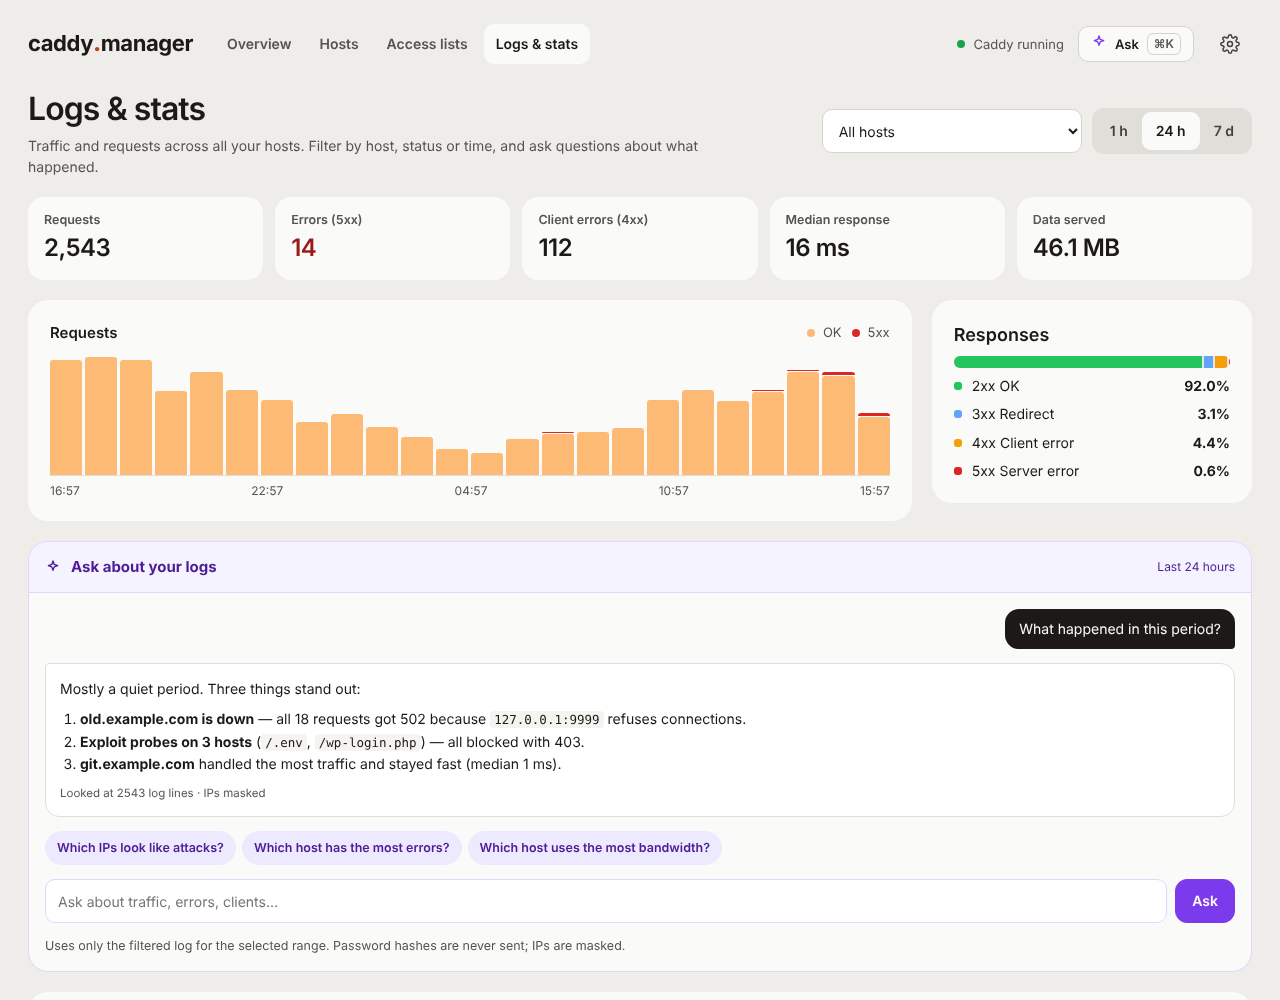 caddy.manager
Overview
Hosts
Access lists
Logs & stats
Caddy running
Ask ⌘K
Logs & stats
Traffic and requests across all your hosts. Filter by host, status or time, and ask questions about what
happened.
All hosts
1 h
24 h
7 d
Requests
2,543
Errors (5xx)
14
Client errors (4xx)
112
Median response
16 ms
Data served
46.1 MB
Requests
OK
5xx
16:57
22:57
04:57
10:57
15:57
Responses
2xx OK 92.0%
3xx Redirect 3.1%
4xx Client error 4.4%
5xx Server error 0.6%
Ask about your logs
Last 24 hours
What happened in this period?
Mostly a quiet period. Three things stand out:
1. old.example.com is down — all 18 requests got 502 because 127.0.0.1:9999 refuses connections.
2. Exploit probes on 3 hosts (/.env, /wp-login.php) — all blocked with 403.
3. git.example.com handled the most traffic and stayed fast (median 1 ms).
Looked at 2543 log lines · IPs masked
Which IPs look like attacks?
Which host has the most errors?
Which host uses the most bandwidth?
Ask about traffic, errors, clients...
Ask
Uses only the filtered log for the selected range. Password hashes are never sent; IPs are masked.